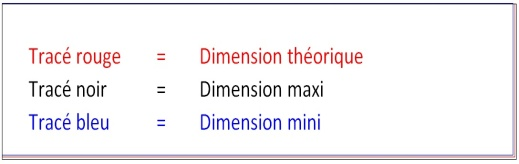 Tracé rouge = Dimension théorique
Tracé noir = Dimension maxi
Tracé bleu = Dimension mini